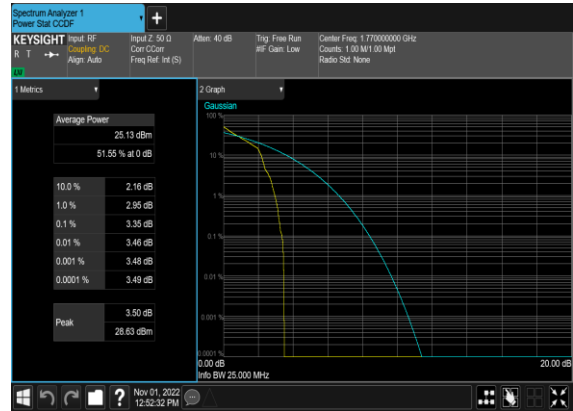 Spectrum Analyzer 1
Power Stat CCDF
+
KEYSIGHT
R T
LXI
Input: RF
Coupling: DC
Align: Auto
Input Z: 50 Ω
Corr CCorr
Freq Ref: Int (S)
Atten: 40 dB
Trig: Free Run
#IF Gain: Low
Center Freq: 1.770000000 GHz
Counts: 1.00 M/1.00 Mpt
Radio Std: None
1 Metrics
Average Power
25.13 dBm
51.55 % at 0 dB
10.0 % 2.16 dB
1.0 % 2.95 dB
0.1 % 3.35 dB
0.01 % 3.46 dB
0.001 % 3.48 dB
0.0001 % 3.49 dB
Peak
3.50 dB
28.63 dBm
2 Graph
Gaussian
100 %
10 %
1 %
0.1 %
0.01 %
0.001 %
0.0001 %
0.00 dB
20.00 dB
Info BW 25.000 MHz
?
Nov 01, 2022
12:52:32 PM